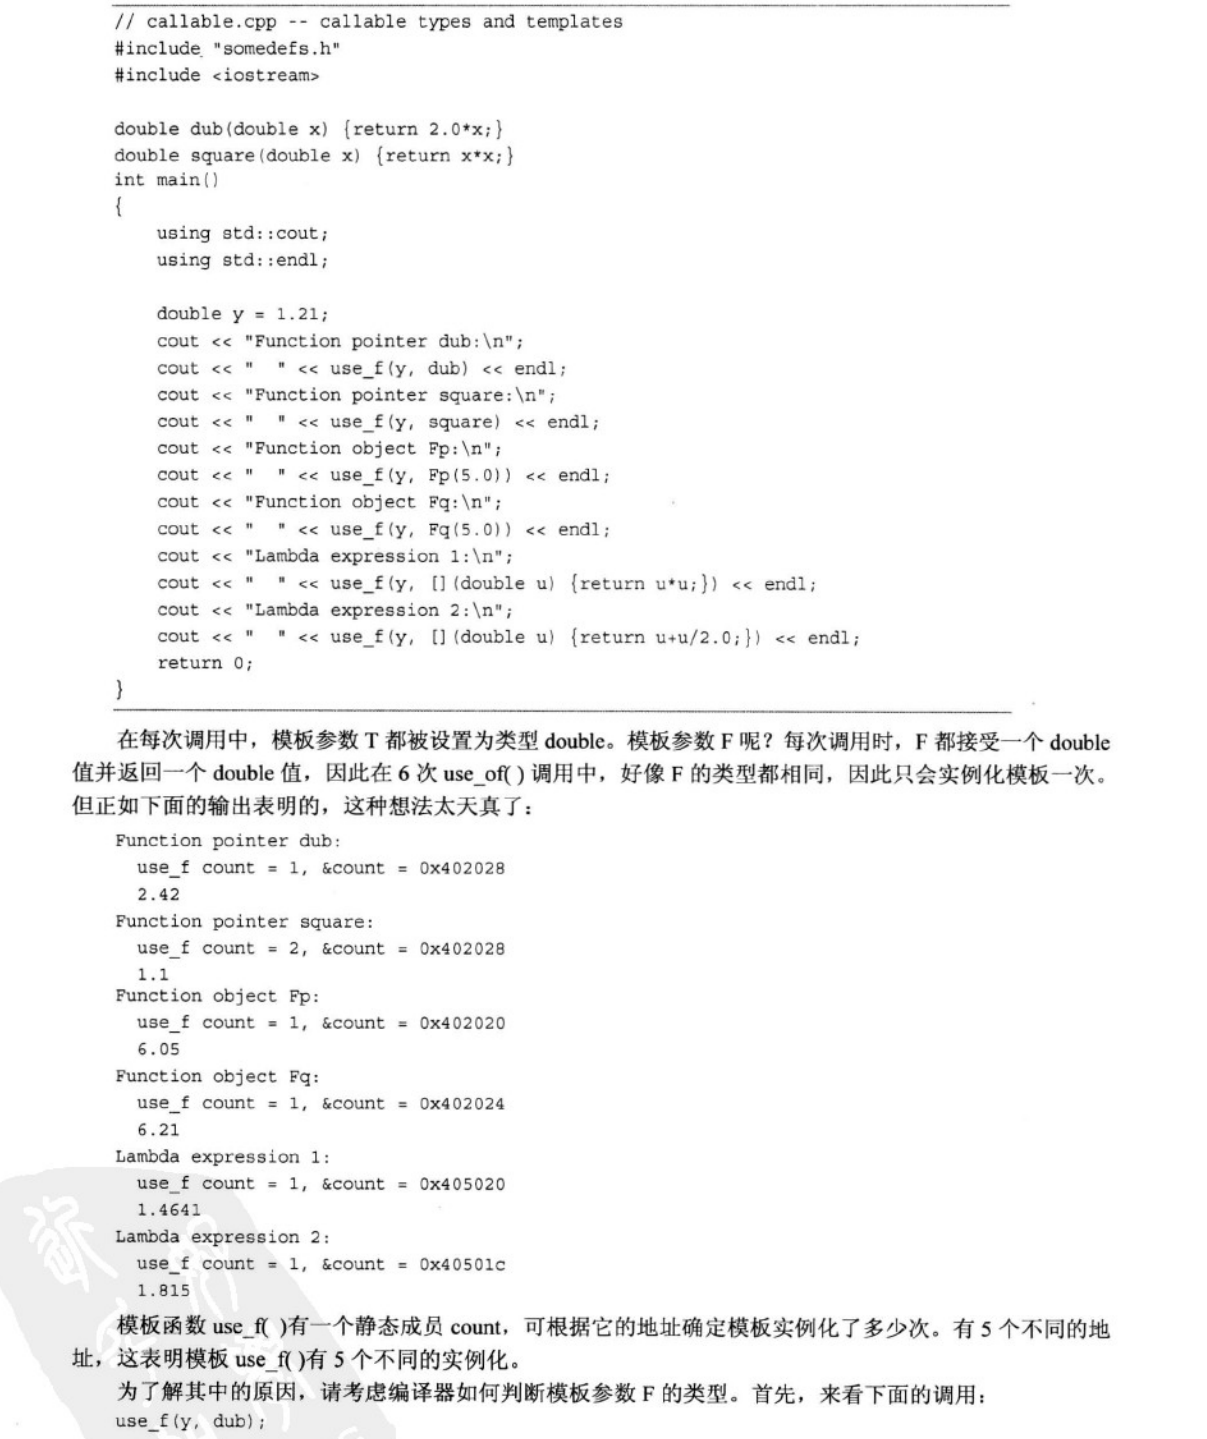 // callable.cpp -- callable types and templates
#include "somedefs.h"
#include <iostream>

double dub(double x) {return 2.0*x;}
double square(double x) {return x*x;}
int main()
{
    using std::cout;
    using std::endl;

    double y = 1.21;
    cout << "Function pointer dub:\n";
    cout << "  " << use_f(y, dub) << endl;
    cout << "Function pointer square:\n";
    cout << "  " << use_f(y, square) << endl;
    cout << "Function object Fp:\n";
    cout << "  " << use_f(y, Fp(5.0)) << endl;
    cout << "Function object Fq:\n";
    cout << "  " << use_f(y, Fq(5.0)) << endl;
    cout << "Lambda expression 1:\n";
    cout << "  " << use_f(y, [](double u) {return u*u;}) << endl;
    cout << "Lambda expression 2:\n";
    cout << "  " << use_f(y, [](double u) {return u+u/2.0;}) << endl;
    return 0;
}
在每次调用中，模板参数 T 都被设置为类型 double。模板参数 F 呢？每次调用时，F 都接受一个 double
值并返回一个 double 值，因此在 6 次 use_of( ) 调用中，好像 F 的类型都相同，因此只会实例化模板一次。
但正如下面的输出表明的，这种想法太天真了：
Function pointer dub:
  use_f count = 1, &count = 0x402028
  2.42
Function pointer square:
  use_f count = 2, &count = 0x402028
  1.1
Function object Fp:
  use_f count = 1, &count = 0x402020
  6.05
Function object Fq:
  use_f count = 1, &count = 0x402024
  6.21
Lambda expression 1:
  use_f count = 1, &count = 0x405020
  1.4641
Lambda expression 2:
  use_f count = 1, &count = 0x40501c
  1.815
模板函数 use_f( )有一个静态成员 count，可根据它的地址确定模板实例化了多少次。有 5 个不同的地
址，这表明模板 use_f( )有 5 个不同的实例化。
为了解其中的原因，请考虑编译器如何判断模板参数 F 的类型。首先，来看下面的调用：
use_f(y, dub);